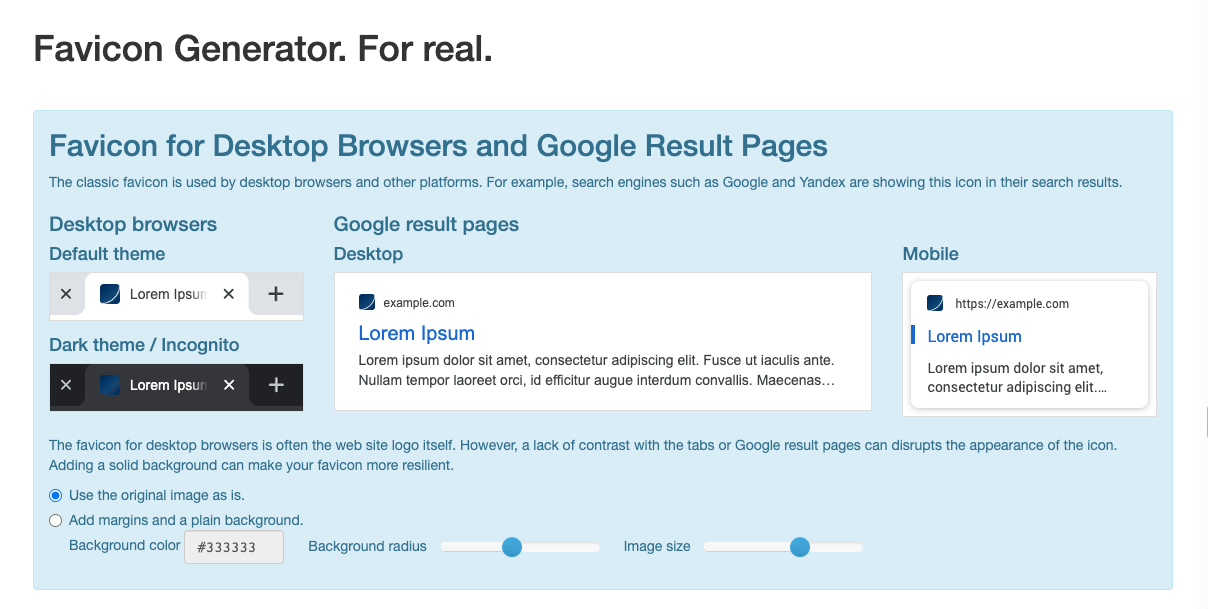 Favicon Generator. For real.
Favicon for Desktop Browsers and Google Result Pages
The classic favicon is used by desktop browsers and other platforms. For example, search engines such as Google and Yandex are showing this icon in their search results.
Desktop browsers
Default theme
× Lorem Ipsum × +
Dark theme / Incognito
× Lorem Ipsum × +
Google result pages
Desktop
example.com
Lorem Ipsum
Lorem ipsum dolor sit amet, consectetur adipiscing elit. Fusce ut iaculis ante.
Nullam tempor laoreet orci, id efficitur augue interdum convallis. Maecenas…
Mobile
https://example.com
Lorem Ipsum
Lorem ipsum dolor sit amet,
consectetur adipiscing elit.…
The favicon for desktop browsers is often the web site logo itself. However, a lack of contrast with the tabs or Google result pages can disrupts the appearance of the icon.
Adding a solid background can make your favicon more resilient.
Use the original image as is.
Add margins and a plain background.
Background color #333333 Background radius Image size